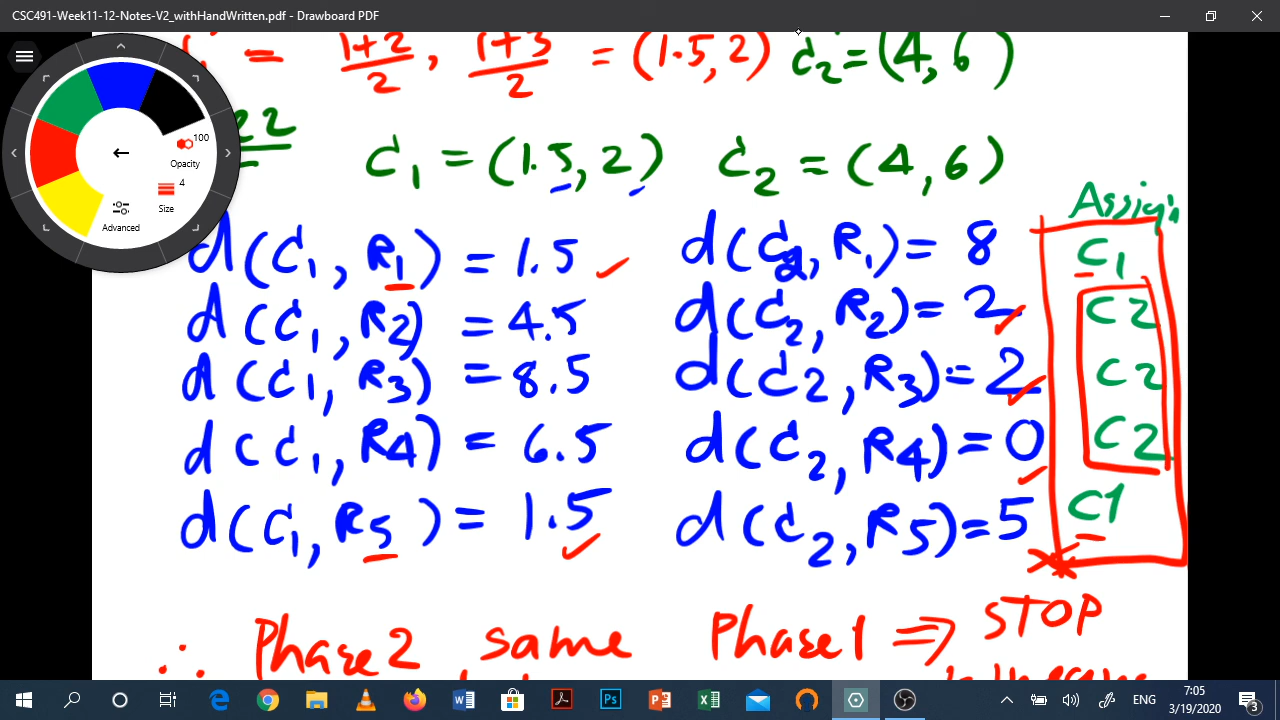 CSC491-Week11-12-Notes-V2_withHandWritten.pdf - Drawboard PDF
= 1+2/2, 1+3/2 = (1.5, 2) C2 = (4, 6)
100
Opacity
4
Size
Advanced
C1 = (1.5, 2) C2 = (4, 6)
Assign
d(C1, R1) = 1.5 ✓ d(C2, R1) = 8 C1
d(C1, R2) = 4.5 d(C2, R2) = 2 ✓ C2
d(C1, R3) = 8.5 d(C2, R3) = 2 ✓ C2
d(C1, R4) = 6.5 d(C2, R4) = 0 ✓ C2
d(C1, R5) = 1.5 ✓ d(C2, R5) = 5 C1
∴ Phase 2 same Phase 1 ⇒ STOP
ENG
7:05
3/19/2020
3